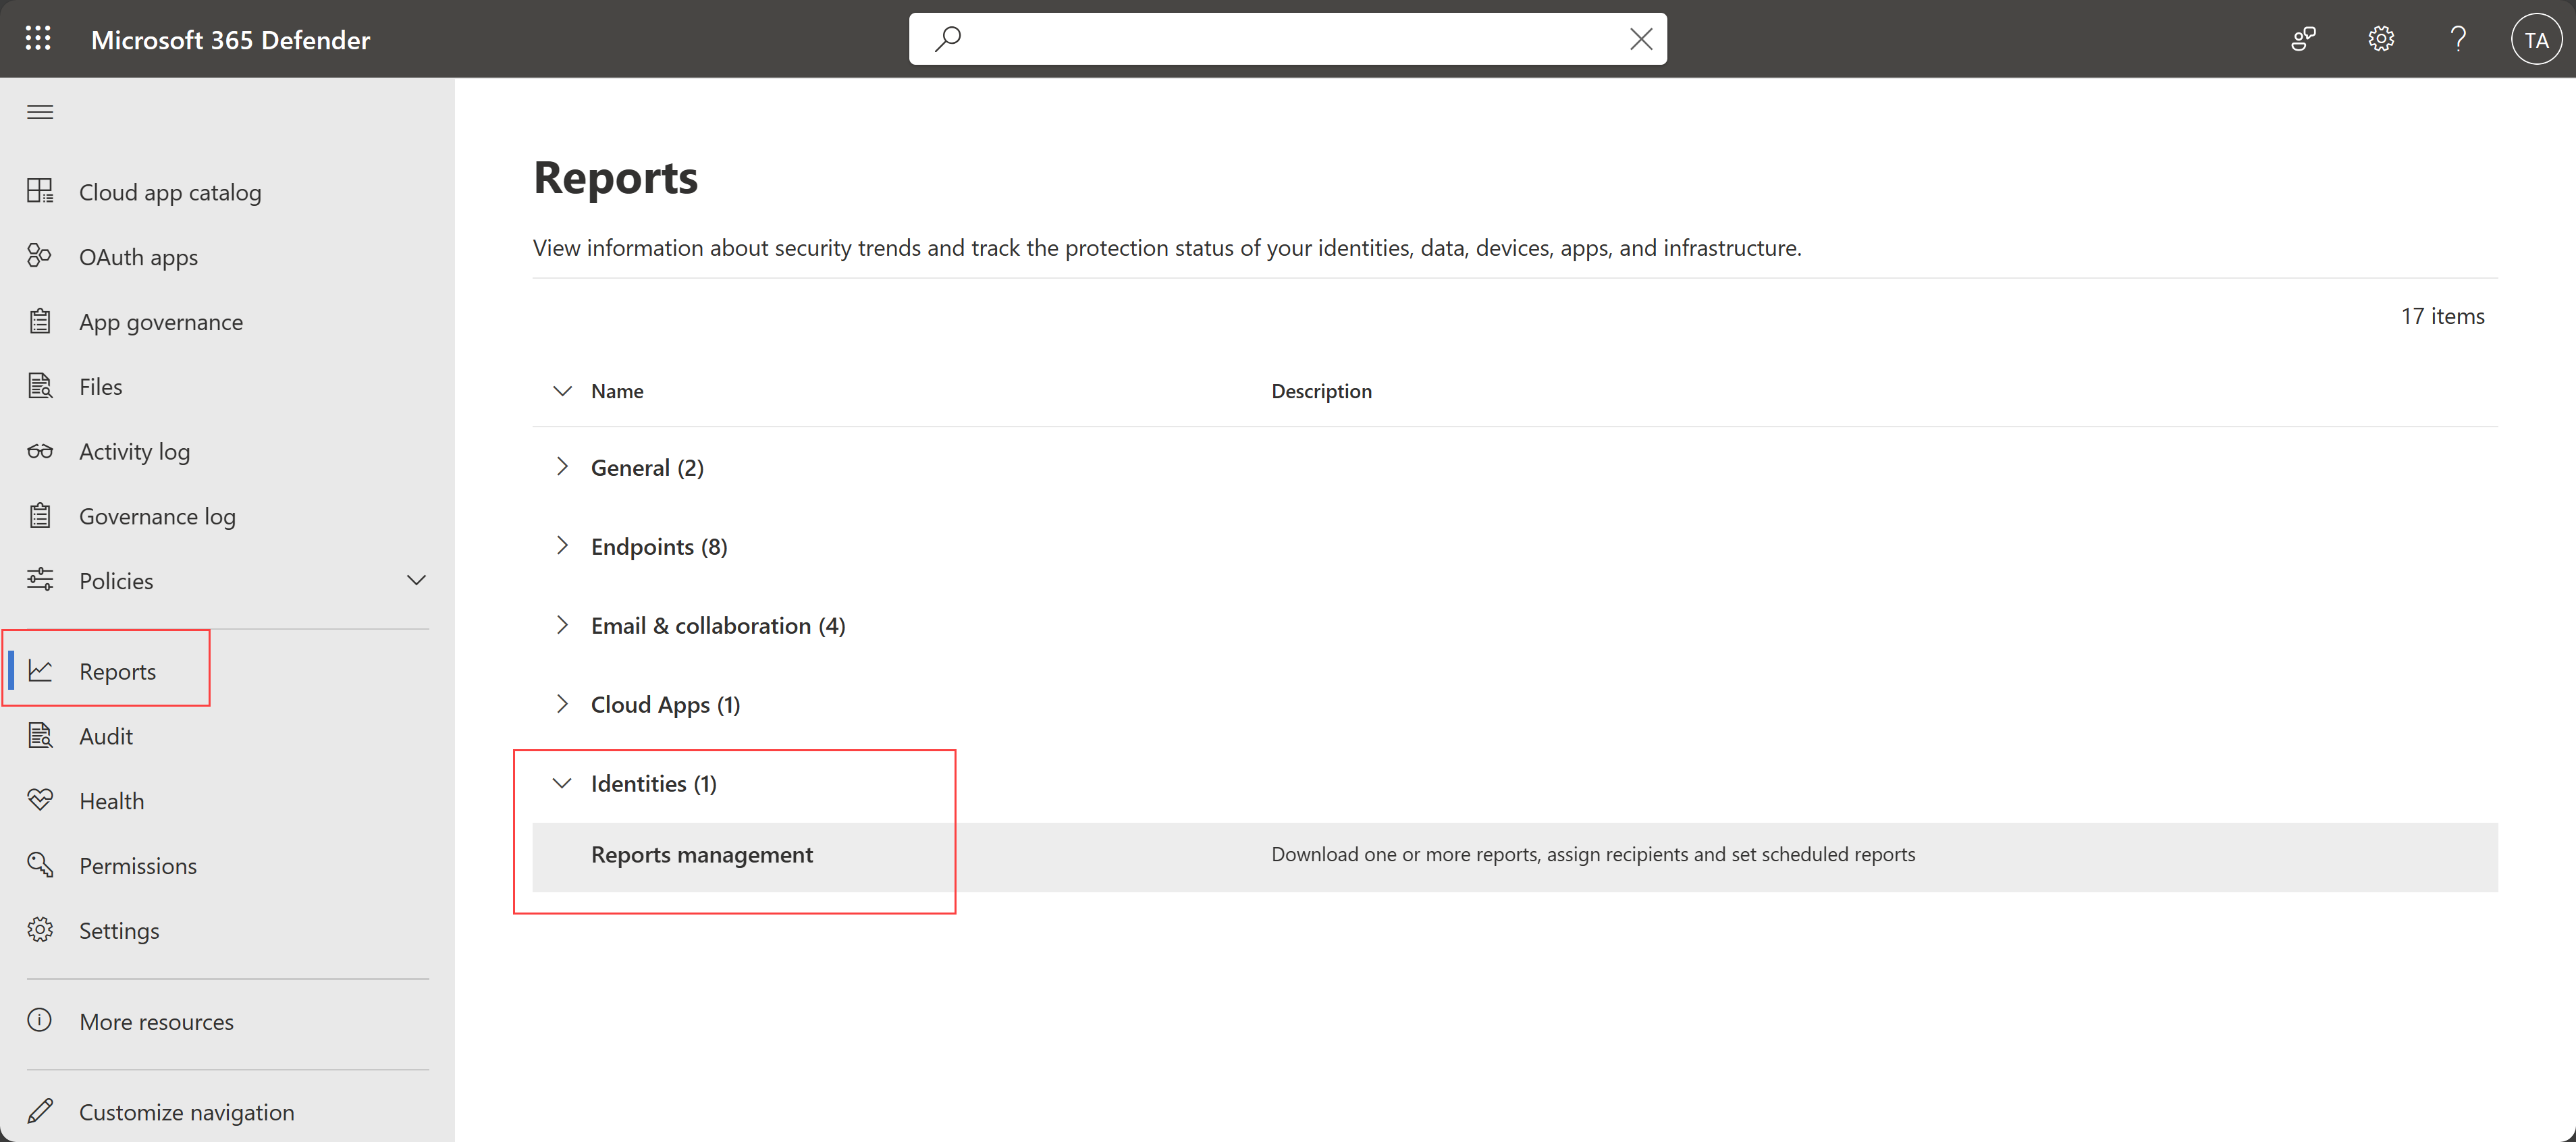 Microsoft 365 Defender
TA
Cloud app catalog
OAuth apps
App governance
Files
Activity log
Governance log
Policies
Reports
Audit
Health
Permissions
Settings
More resources
Customize navigation
Reports
View information about security trends and track the protection status of your identities, data, devices, apps, and infrastructure.
17 items
Name Description
General (2)
Endpoints (8)
Email & collaboration (4)
Cloud Apps (1)
Identities (1)
Reports management Download one or more reports, assign recipients and set scheduled reports